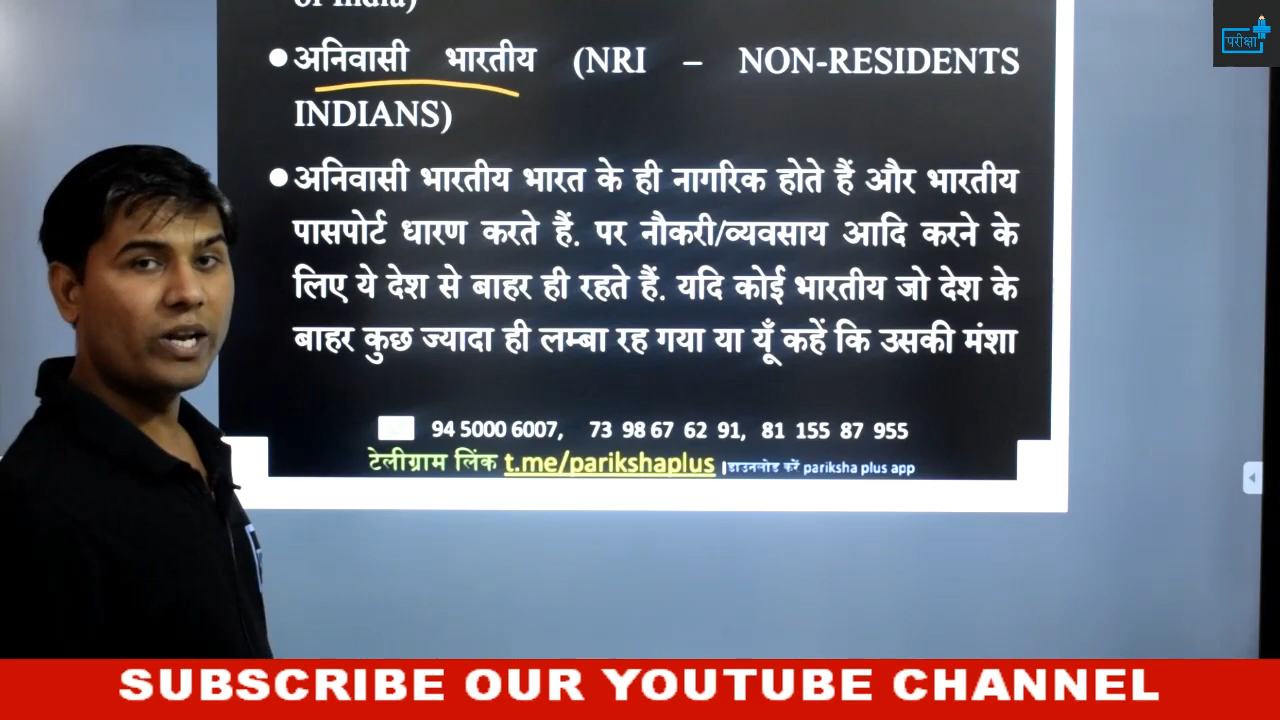 of India)
परीक्षा
●अनिवासी भारतीय (NRI – NON-RESIDENTS
INDIANS)
●अनिवासी भारतीय भारत के ही नागरिक होते हैं और भारतीय
पासपोर्ट धारण करते हैं. पर नौकरी/व्यवसाय आदि करने के
लिए ये देश से बाहर ही रहते हैं. यदि कोई भारतीय जो देश के
बाहर कुछ ज्यादा ही लम्बा रह गया या यूँ कहें कि उसकी मंशा
94 5000 6007, 73 98 67 62 91, 81 155 87 955
टेलीग्राम लिंक t.me/parikshaplus |डाउनलोड करें pariksha plus app
SUBSCRIBE OUR YOUTUBE CHANNEL